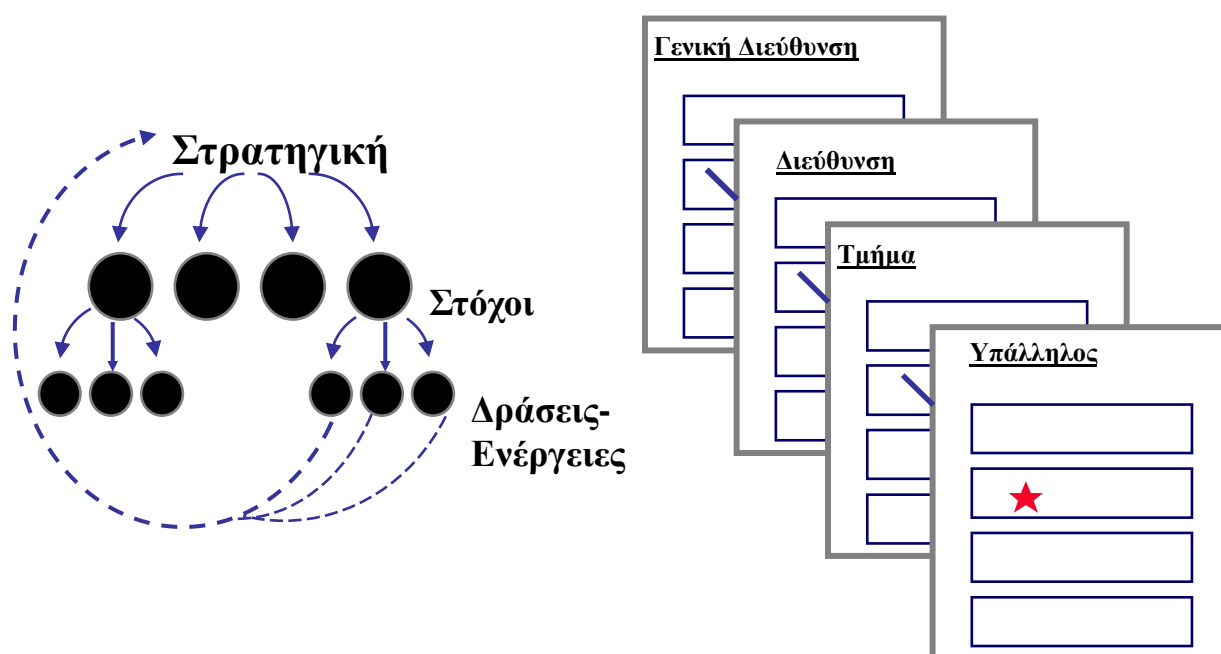 Στρατηγική
Στόχοι
Δράσεις-
Ενέργειες
Γενική Διεύθυνση
Διεύθυνση
Τμήμα
Υπάλληλος